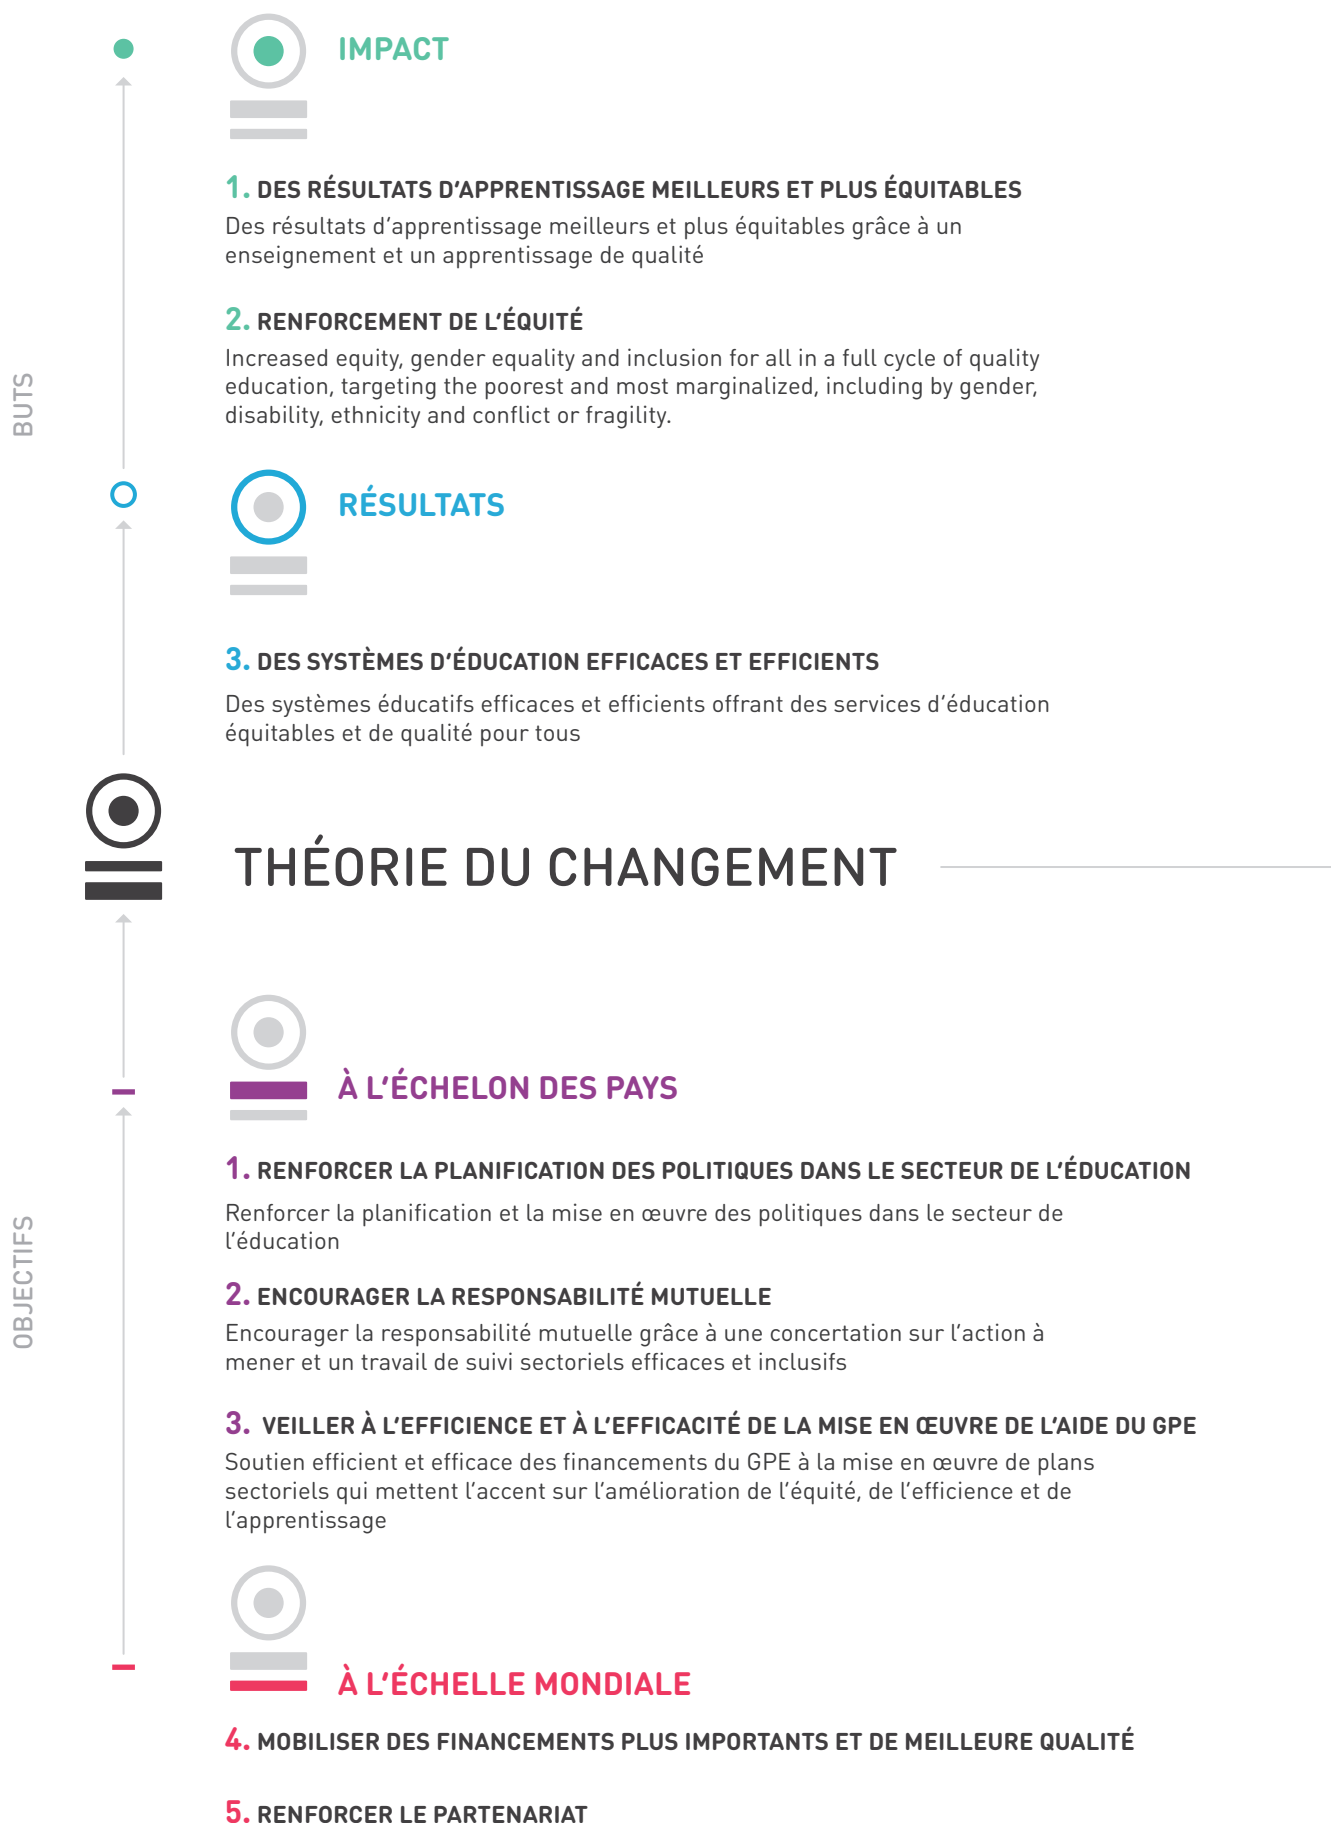 IMPACT
1. DES RÉSULTATS D’APPRENTISSAGE MEILLEURS ET PLUS ÉQUITABLES
Des résultats d’apprentissage meilleurs et plus équitables grâce à un
enseignement et un apprentissage de qualité
2. RENFORCEMENT DE L’ÉQUITÉ
Increased equity, gender equality and inclusion for all in a full cycle of quality
education, targeting the poorest and most marginalized, including by gender,
disability, ethnicity and conflict or fragility.
BUTS
RÉSULTATS
3. DES SYSTÈMES D’ÉDUCATION EFFICACES ET EFFICIENTS
Des systèmes éducatifs efficaces et efficients offrant des services d’éducation
équitables et de qualité pour tous
THÉORIE DU CHANGEMENT
À L’ÉCHELON DES PAYS
1. RENFORCER LA PLANIFICATION DES POLITIQUES DANS LE SECTEUR DE L’ÉDUCATION
Renforcer la planification et la mise en œuvre des politiques dans le secteur de
l’éducation
OBJECTIFS
2. ENCOURAGER LA RESPONSABILITÉ MUTUELLE
Encourager la responsabilité mutuelle grâce à une concertation sur l’action à
mener et un travail de suivi sectoriels efficaces et inclusifs
3. VEILLER À L’EFFICIENCE ET À L’EFFICACITÉ DE LA MISE EN ŒUVRE DE L’AIDE DU GPE
Soutien efficient et efficace des financements du GPE à la mise en œuvre de plans
sectoriels qui mettent l’accent sur l’amélioration de l’équité, de l’efficience et de
l’apprentissage
À L’ÉCHELLE MONDIALE
4. MOBILISER DES FINANCEMENTS PLUS IMPORTANTS ET DE MEILLEURE QUALITÉ
5. RENFORCER LE PARTENARIAT